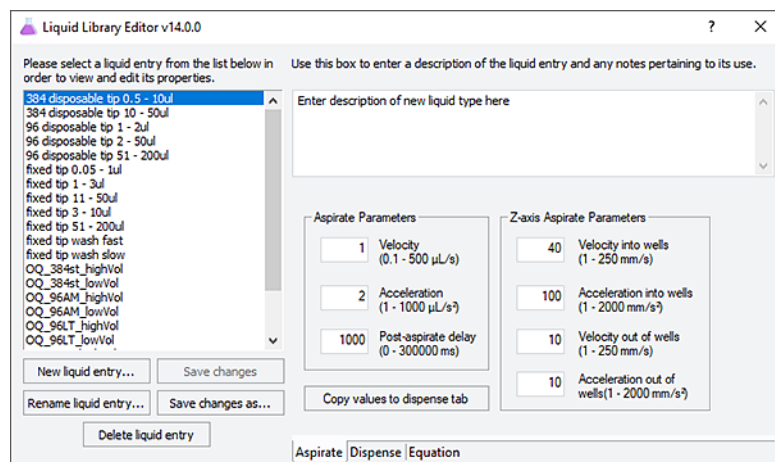 Liquid Library Editor v14.0.0
?
Please select a liquid entry from the list below in
order to view and edit its properties.
384 disposable tip 0.5 - 10ul
384 disposable tip 10 - 50ul
96 disposable tip 1 - 2ul
96 disposable tip 2 - 50ul
96 disposable tip 51 - 200ul
fixed tip 0.05 - 1ul
fixed tip 1 - 3ul
fixed tip 11 - 50ul
fixed tip 3 - 10ul
fixed tip 51 - 200ul
fixed tip wash fast
fixed tip wash slow
OQ_384st_highVol
OQ_384st_lowVol
OQ_96AM_highVol
OQ_96AM_lowVol
OQ_96LT_highVol
OQ_96LT_lowVol
New liquid entry...
Save changes
Rename liquid entry...
Save changes as...
Delete liquid entry
Use this box to enter a description of the liquid entry and any notes pertaining to its use.
Enter description of new liquid type here
Aspirate Parameters
1 Velocity
(0.1 - 500 µL/s)
2 Acceleration
(1 - 1000 µL/s²)
1000 Post-aspirate delay
(0 - 300000 ms)
Copy values to dispense tab
Z-axis Aspirate Parameters
40 Velocity into wells
(1 - 250 mm/s)
100 Acceleration into wells
(1 - 2000 mm/s²)
10 Velocity out of wells
(1 - 250 mm/s)
10 Acceleration out of
wells(1 - 2000 mm/s²)
Aspirate Dispense Equation